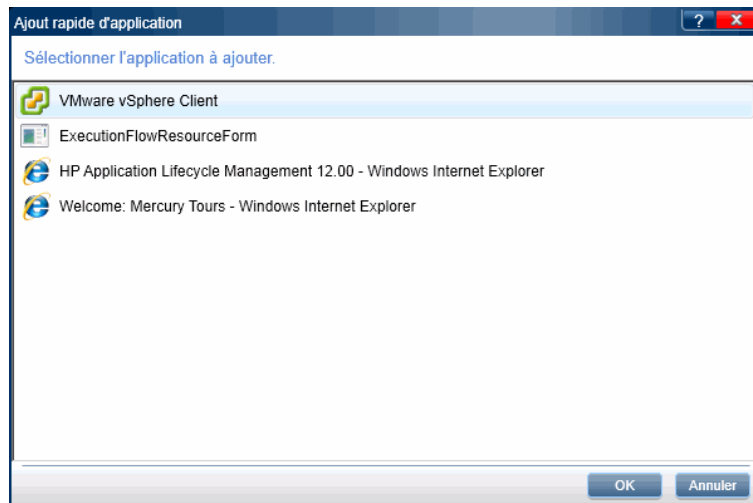 Ajout rapide d'application
? X
Sélectionner l'application à ajouter.
VMware vSphere Client
ExecutionFlowResourceForm
HP Application Lifecycle Management 12.00 - Windows Internet Explorer
Welcome: Mercury Tours - Windows Internet Explorer
OK Annuler